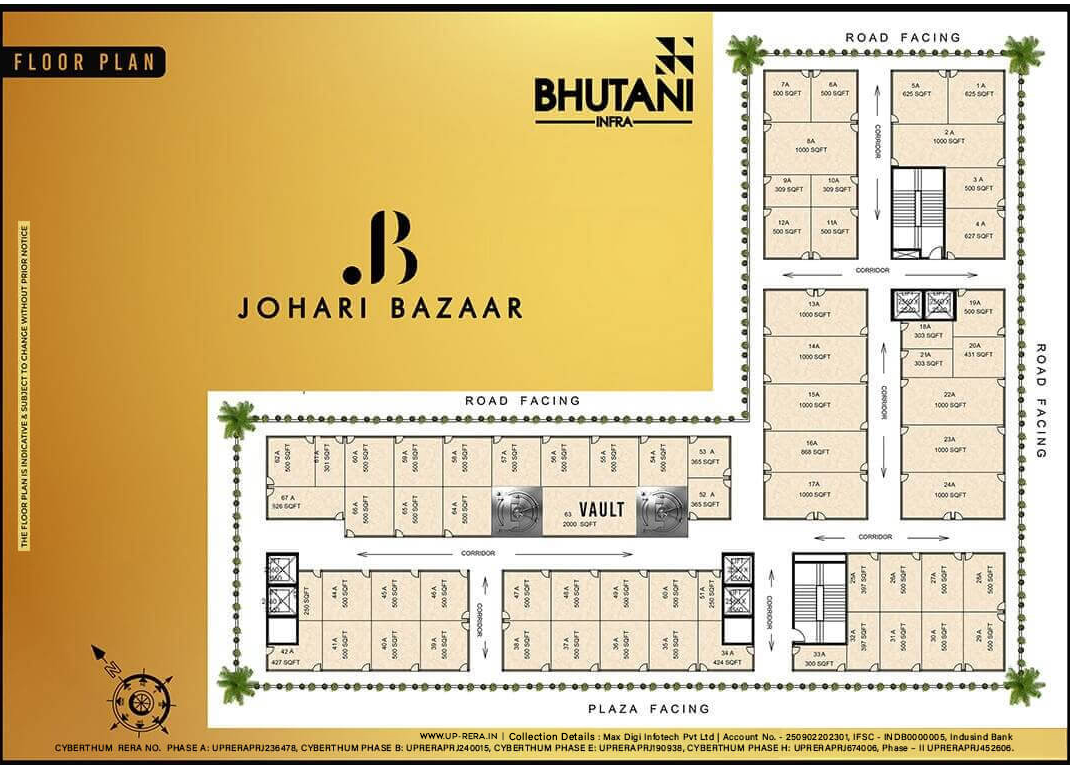 FLOOR PLAN
BHUTANI
INFRA
JOHARI BAZAAR
THE FLOOR PLAN IS INDICATIVE & SUBJECT TO CHANGE WITHOUT PRIOR NOTICE
N
ROAD FACING
7A
500 SQFT
6A
500 SQFT
8A
1000 SQFT
9A
309 SQFT
10A
309 SQFT
12A
500 SQFT
11A
500 SQFT
CORRIDOR
5A
625 SQFT
1A
625 SQFT
2 A
1000 SQFT
3 A
500 SQFT
4 A
627 SQFT
CORRIDOR
13A
1000 SQFT
14A
1000 SQFT
15A
1000 SQFT
16A
868 SQFT
17A
1000 SQFT
CORRIDOR
LIFT
LIFT
19A
500 SQFT
18A
303 SQFT
20A
431 SQFT
21A
303 SQFT
22A
1000 SQFT
23A
1000 SQFT
24A
1000 SQFT
ROAD FACING
ROAD FACING
62 A
500 SQFT
61 A
301 SQFT
60 A
500 SQFT
59 A
500 SQFT
58 A
500 SQFT
57 A
500 SQFT
56 A
500 SQFT
55 A
500 SQFT
54 A
500 SQFT
53 A
365 SQFT
67 A
526 SQFT
66 A
500 SQFT
65 A
500 SQFT
64 A
500 SQFT
63 VAULT
2000 SQFT
52 A
365 SQFT
CORRIDOR
CORRIDOR
LIFT
250 SQFT
44 A
500 SQFT
45A
500 SQFT
46 A
500 SQFT
42 A
427 SQFT
41 A
500 SQFT
40 A
500 SQFT
39 A
500 SQFT
CORRIDOR
47 A
500 SQFT
48 A
500 SQFT
49 A
500 SQFT
500 SQFT
51 A
250 SQFT
LIFT
38 A
500 SQFT
37 A
500 SQFT
36 A
500 SQFT
35 A
500 SQFT
34 A
424 SQFT
CORRIDOR
25A
397 SQFT
26A
500 SQFT
27A
500 SQFT
28A
500 SQFT
32 A
397 SQFT
31 A
500 SQFT
30 A
500 SQFT
29 A
500 SQFT
33 A
300 SQFT
PLAZA FACING
WWW.UP-RERA.IN | Collection Details : Max Digi Infotech Pvt Ltd | Account No. - 250902202301, IFSC - INDB0000005, Indusind Bank
CYBERTHUM RERA NO. PHASE A: UPRERAPRJ236478, CYBERTHUM PHASE B: UPRERAPRJ240015, CYBERTHUM PHASE E: UPRERAPRJ190938, CYBERTHUM PHASE H: UPRERAPRJ674006, Phase – II UPRERAPRJ452606.